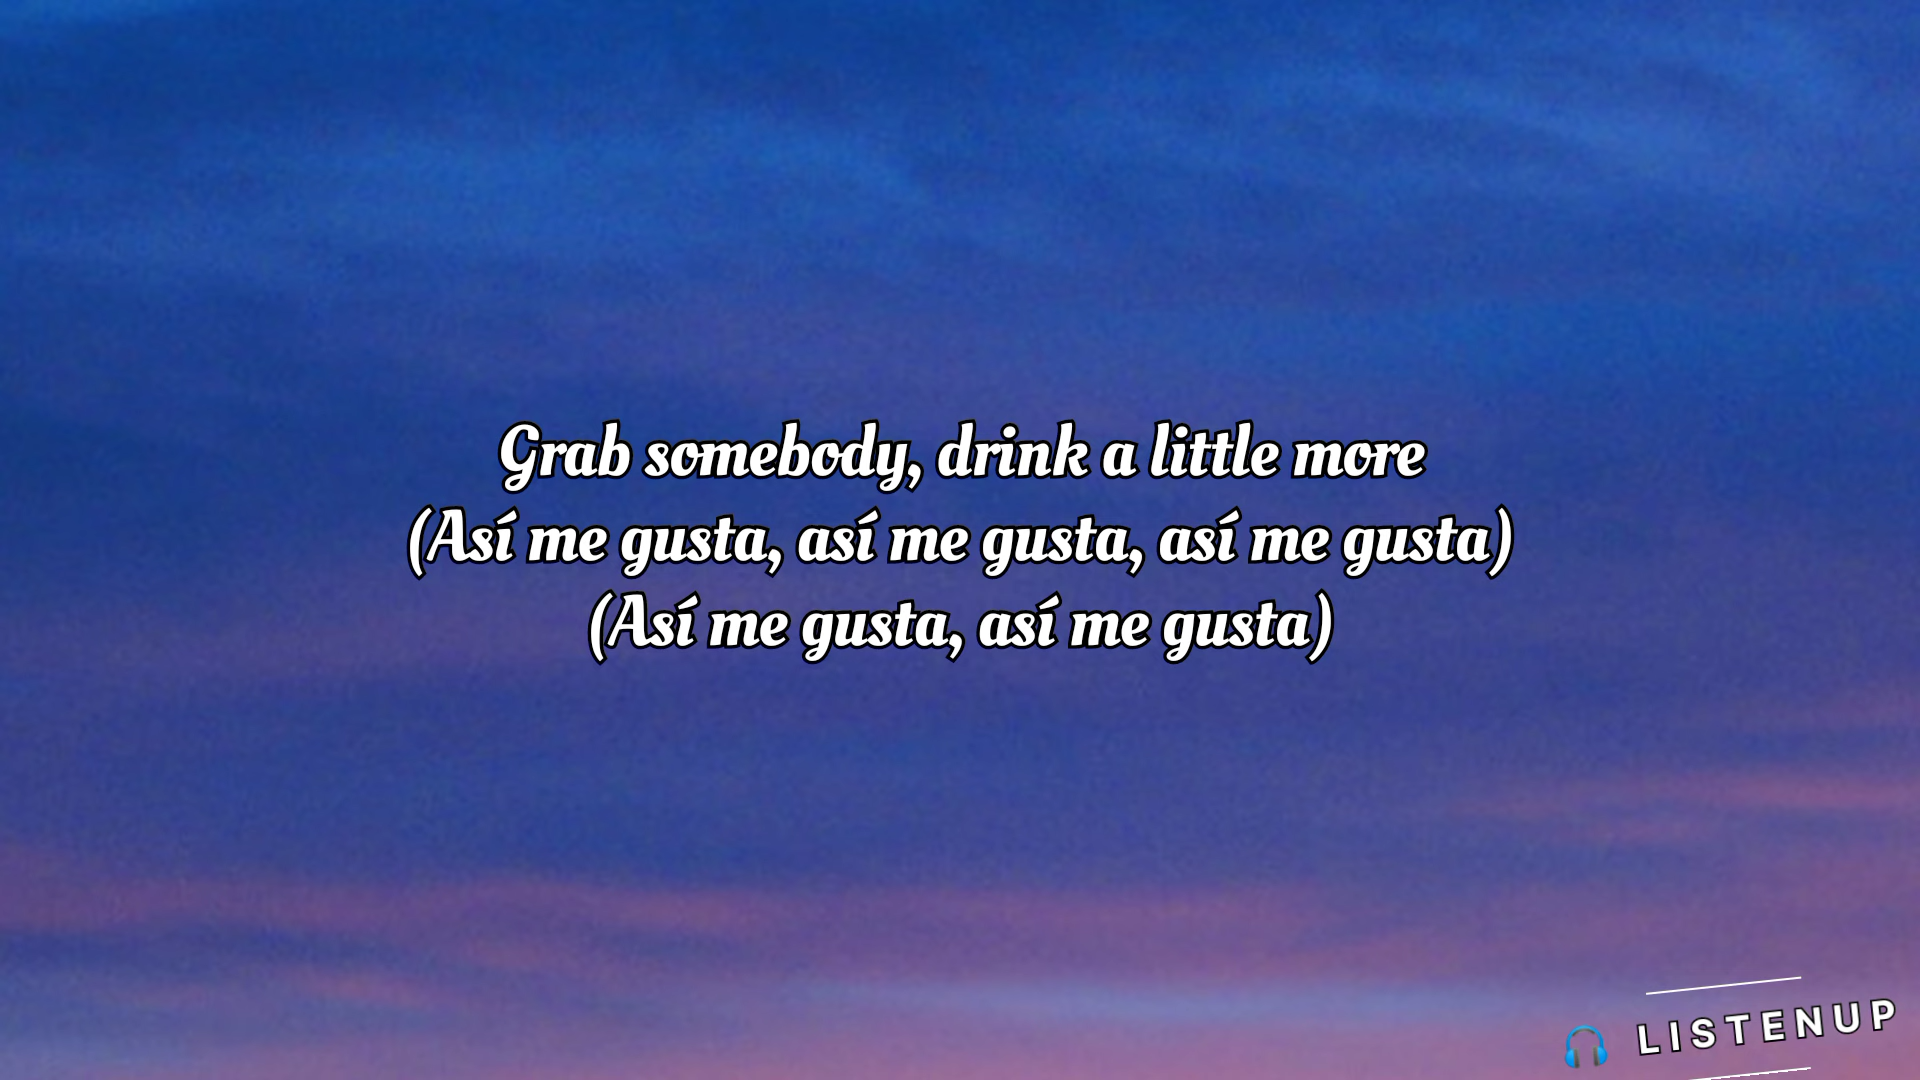 Grab somebody, drink a little more
(Así me gusta, así me gusta, así me gusta)
(Así me gusta, así me gusta)
LISTENUP